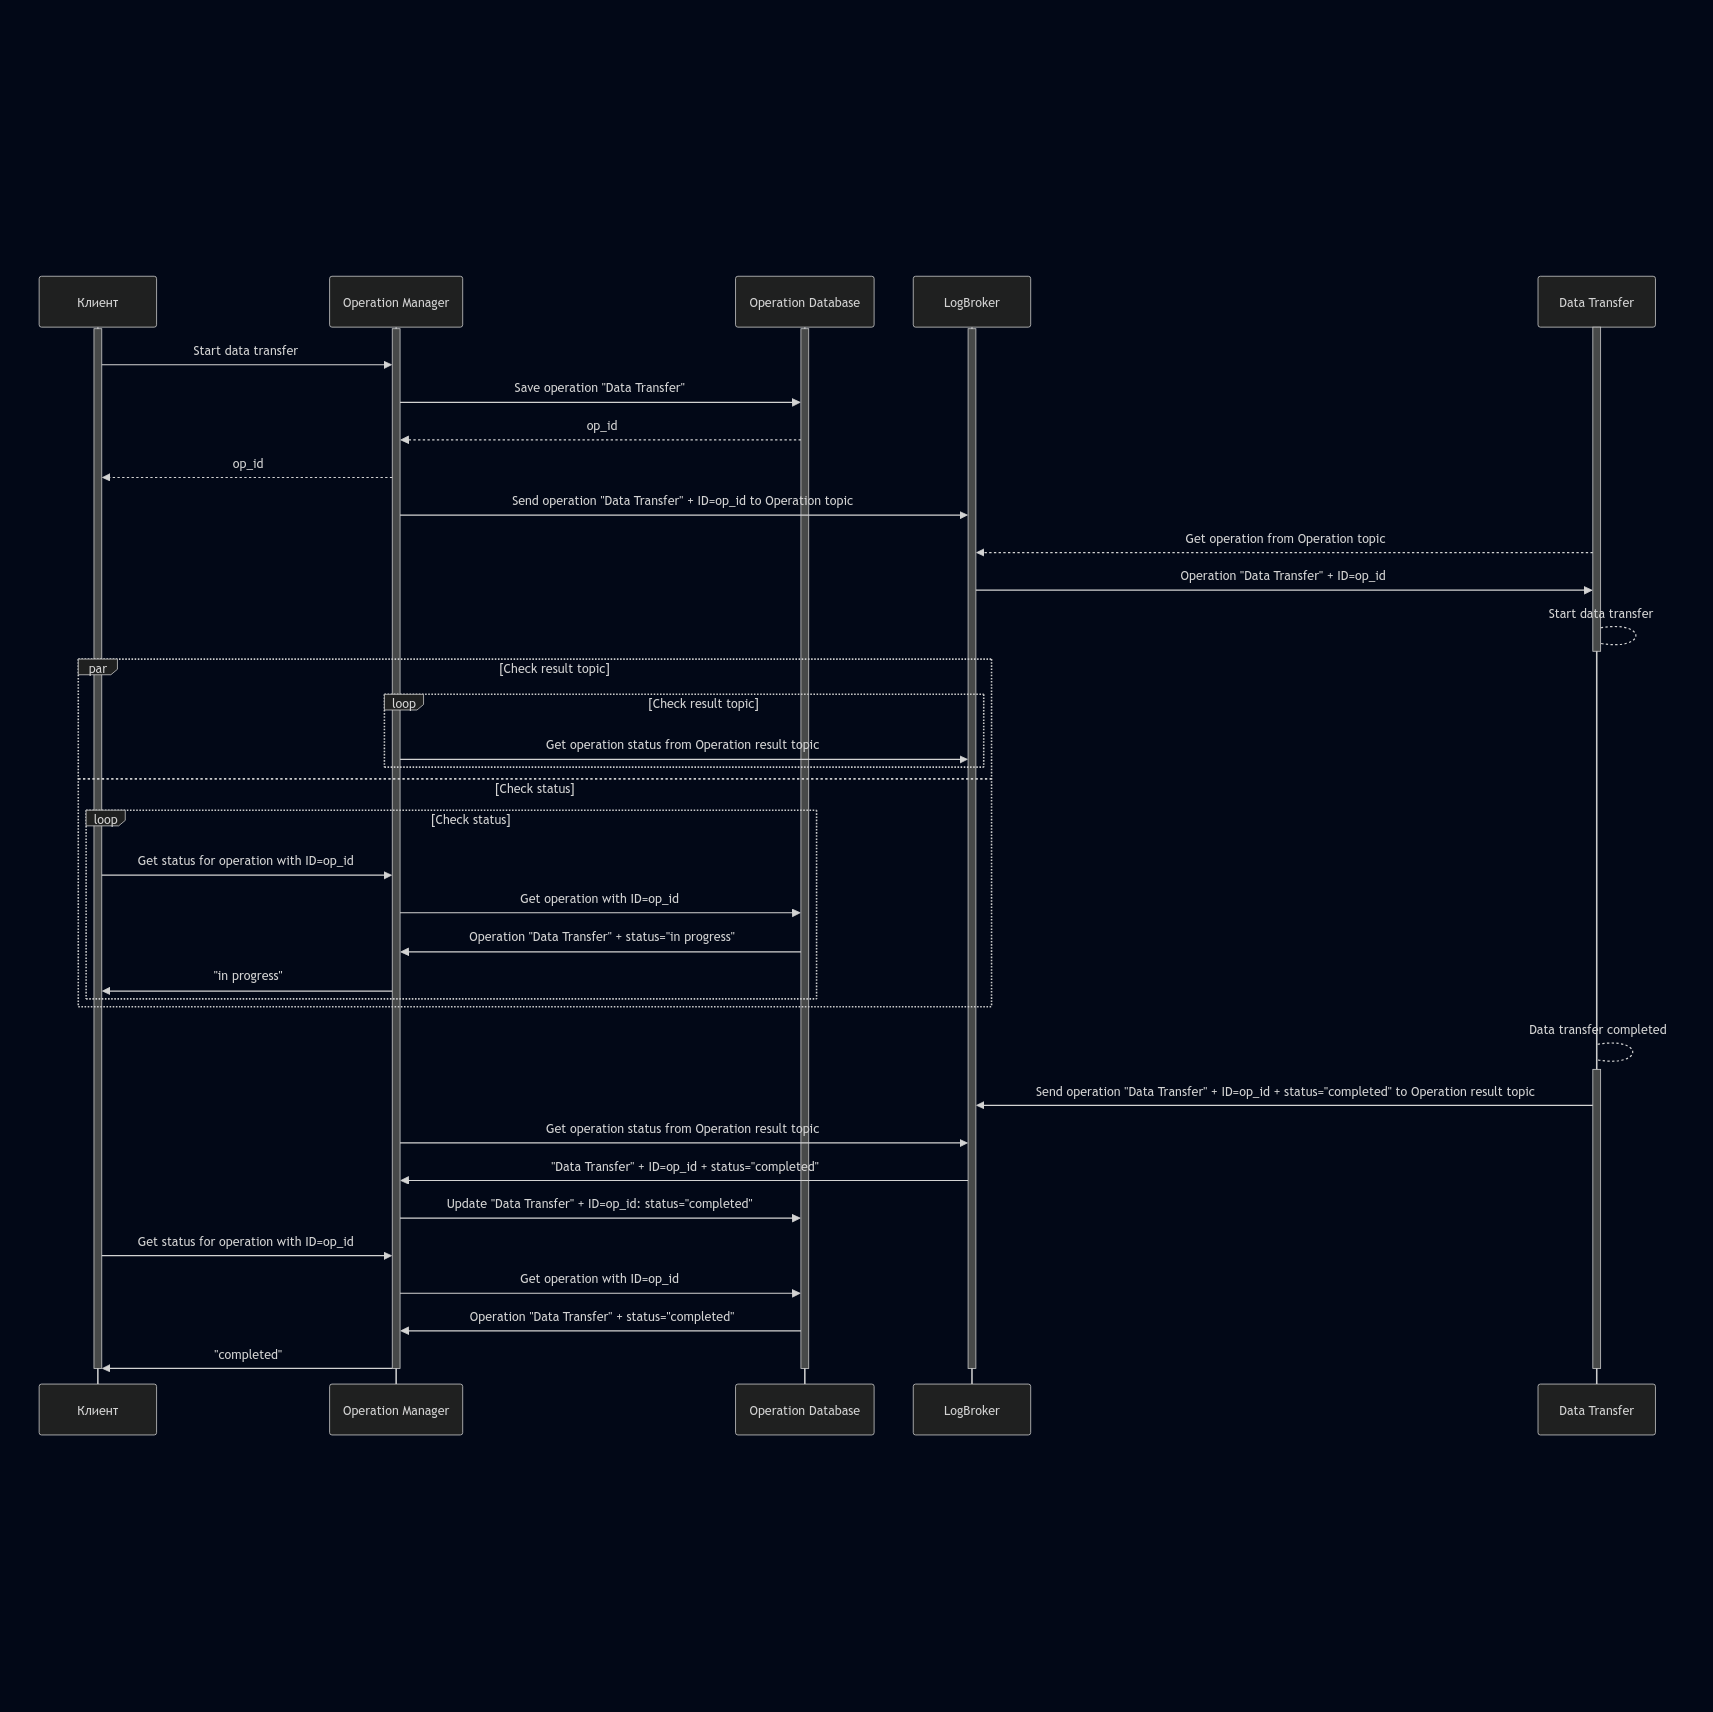 Клиент
Operation Manager
Operation Database
LogBroker
Data Transfer
Start data transfer
Save operation "Data Transfer"
op_id
op_id
Send operation "Data Transfer" + ID=op_id to Operation topic
Get operation from Operation topic
Operation "Data Transfer" + ID=op_id
Start data transfer
par
[Check result topic]
loop
[Check result topic]
Get operation status from Operation result topic
[Check status]
loop
[Check status]
Get status for operation with ID=op_id
Get operation with ID=op_id
Operation "Data Transfer" + status="in progress"
"in progress"
Data transfer completed
Send operation "Data Transfer" + ID=op_id + status="completed" to Operation result topic
Get operation status from Operation result topic
"Data Transfer" + ID=op_id + status="completed"
Update "Data Transfer" + ID=op_id: status="completed"
Get status for operation with ID=op_id
Get operation with ID=op_id
Operation "Data Transfer" + status="completed"
"completed"
Клиент
Operation Manager
Operation Database
LogBroker
Data Transfer